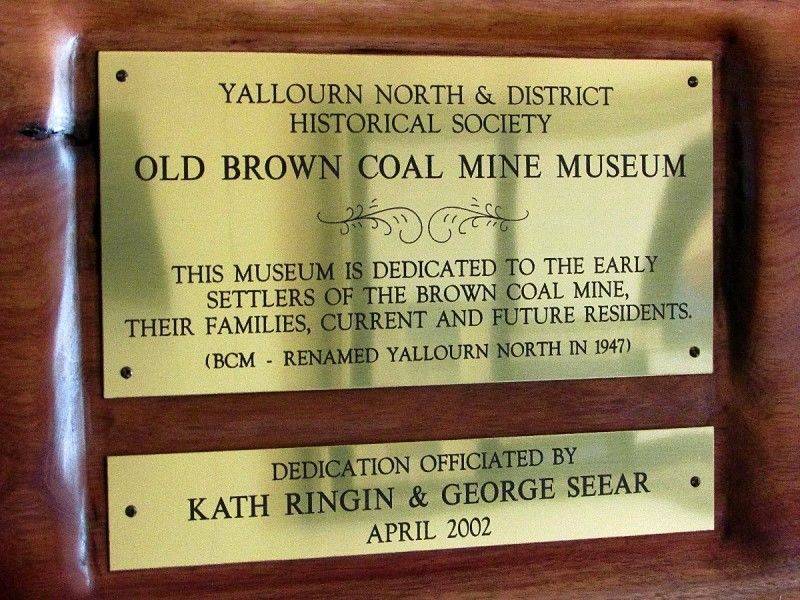 YALLOURN NORTH & DISTRICT
HISTORICAL SOCIETY
OLD BROWN COAL MINE MUSEUM
THIS MUSEUM IS DEDICATED TO THE EARLY
SETTLERS OF THE BROWN COAL MINE,
THEIR FAMILIES, CURRENT AND FUTURE RESIDENTS.
(BCM - RENAMED YALLOURN NORTH IN 1947)
DEDICATION OFFICIATED BY
KATH RINGIN & GEORGE SEEAR
APRIL 2002